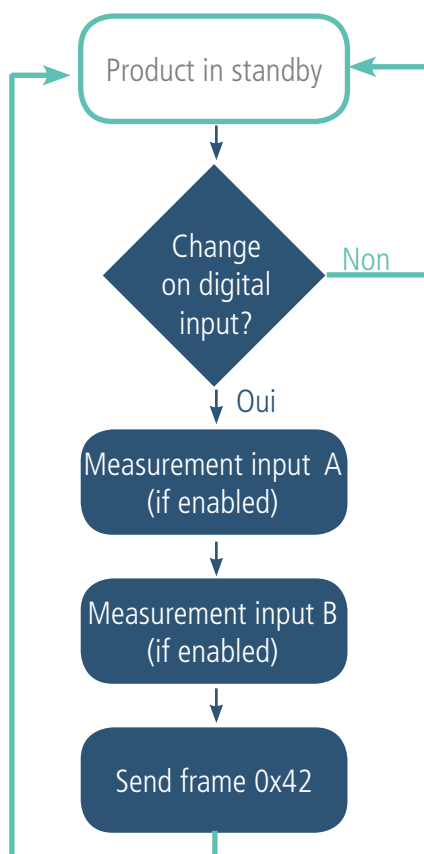 Product in standby
Change
on digital
input?
Non
Oui
Measurement input A
(if enabled)
Measurement input B
(if enabled)
Send frame 0x42